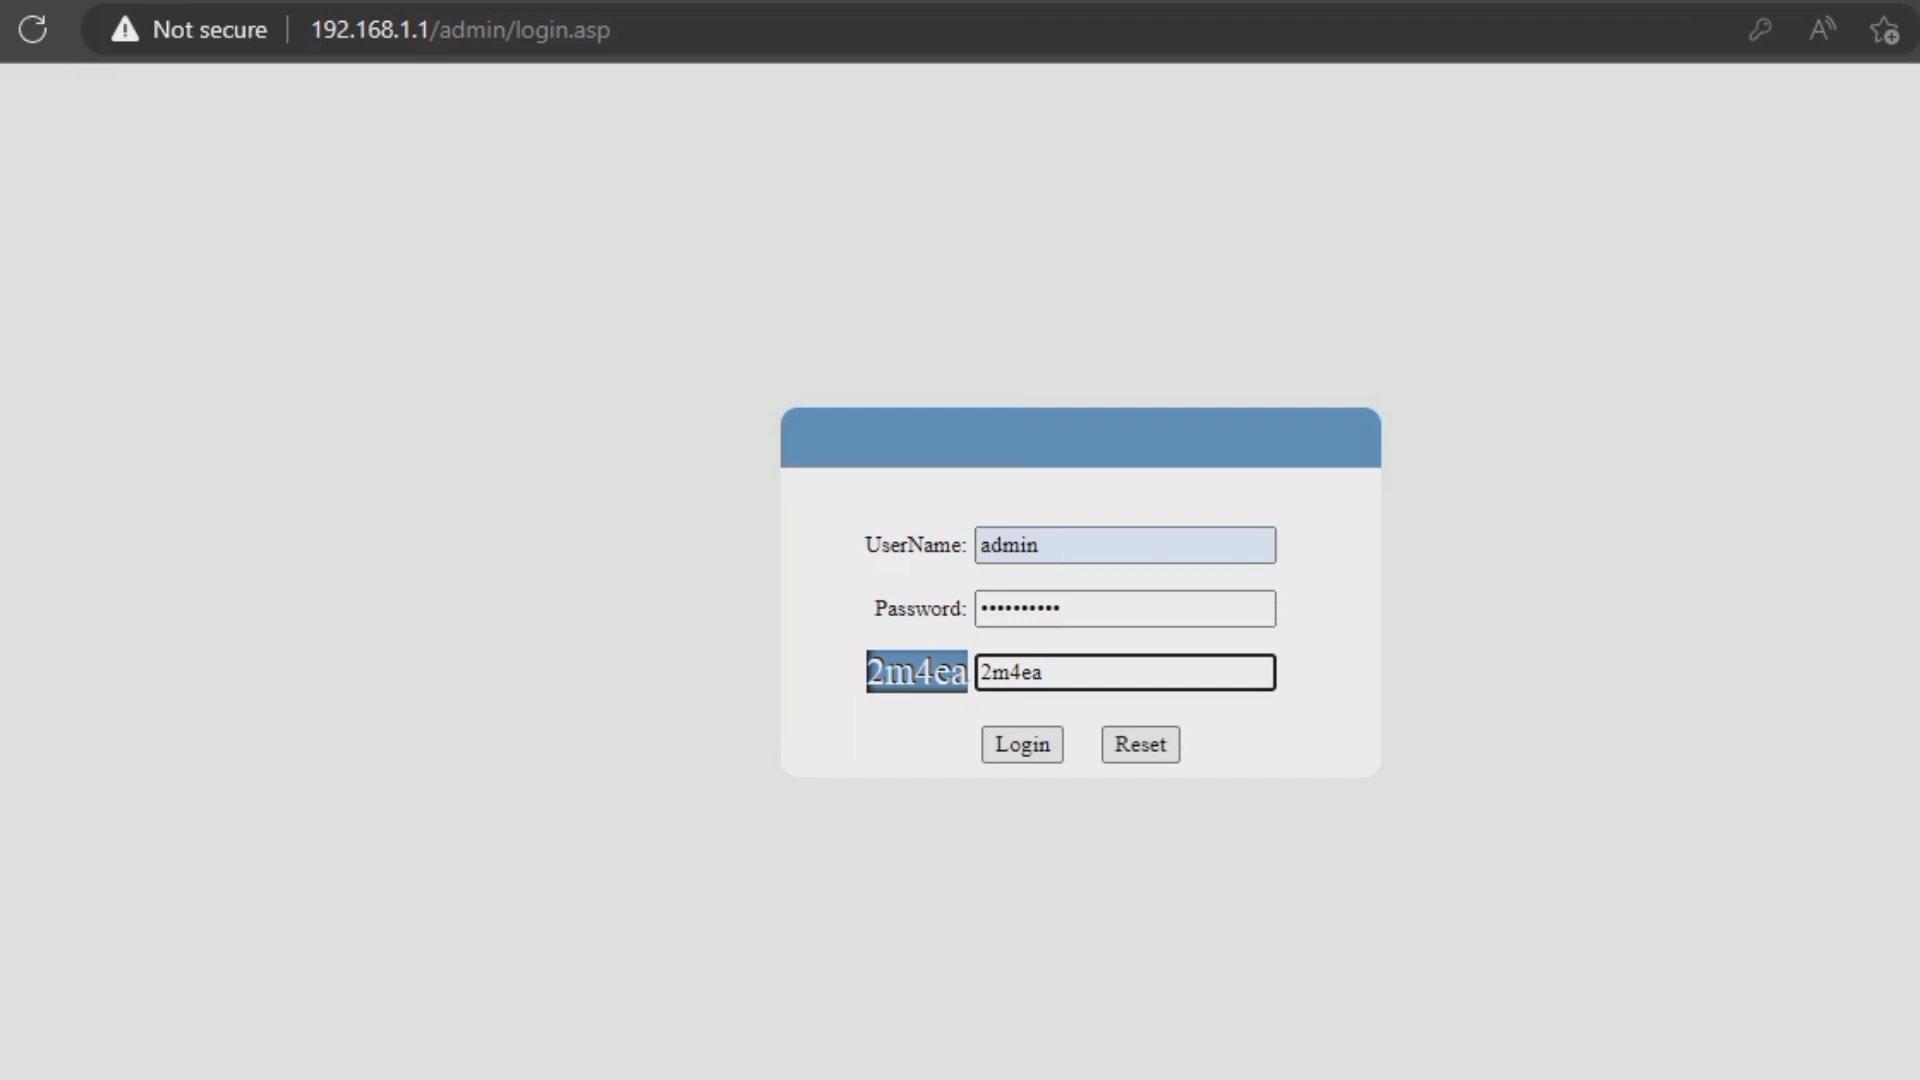 Not secure 192.168.1.1/admin/login.asp
UserName: admin
Password: ••••••••••
2m4ea 2m4ea
Login Reset